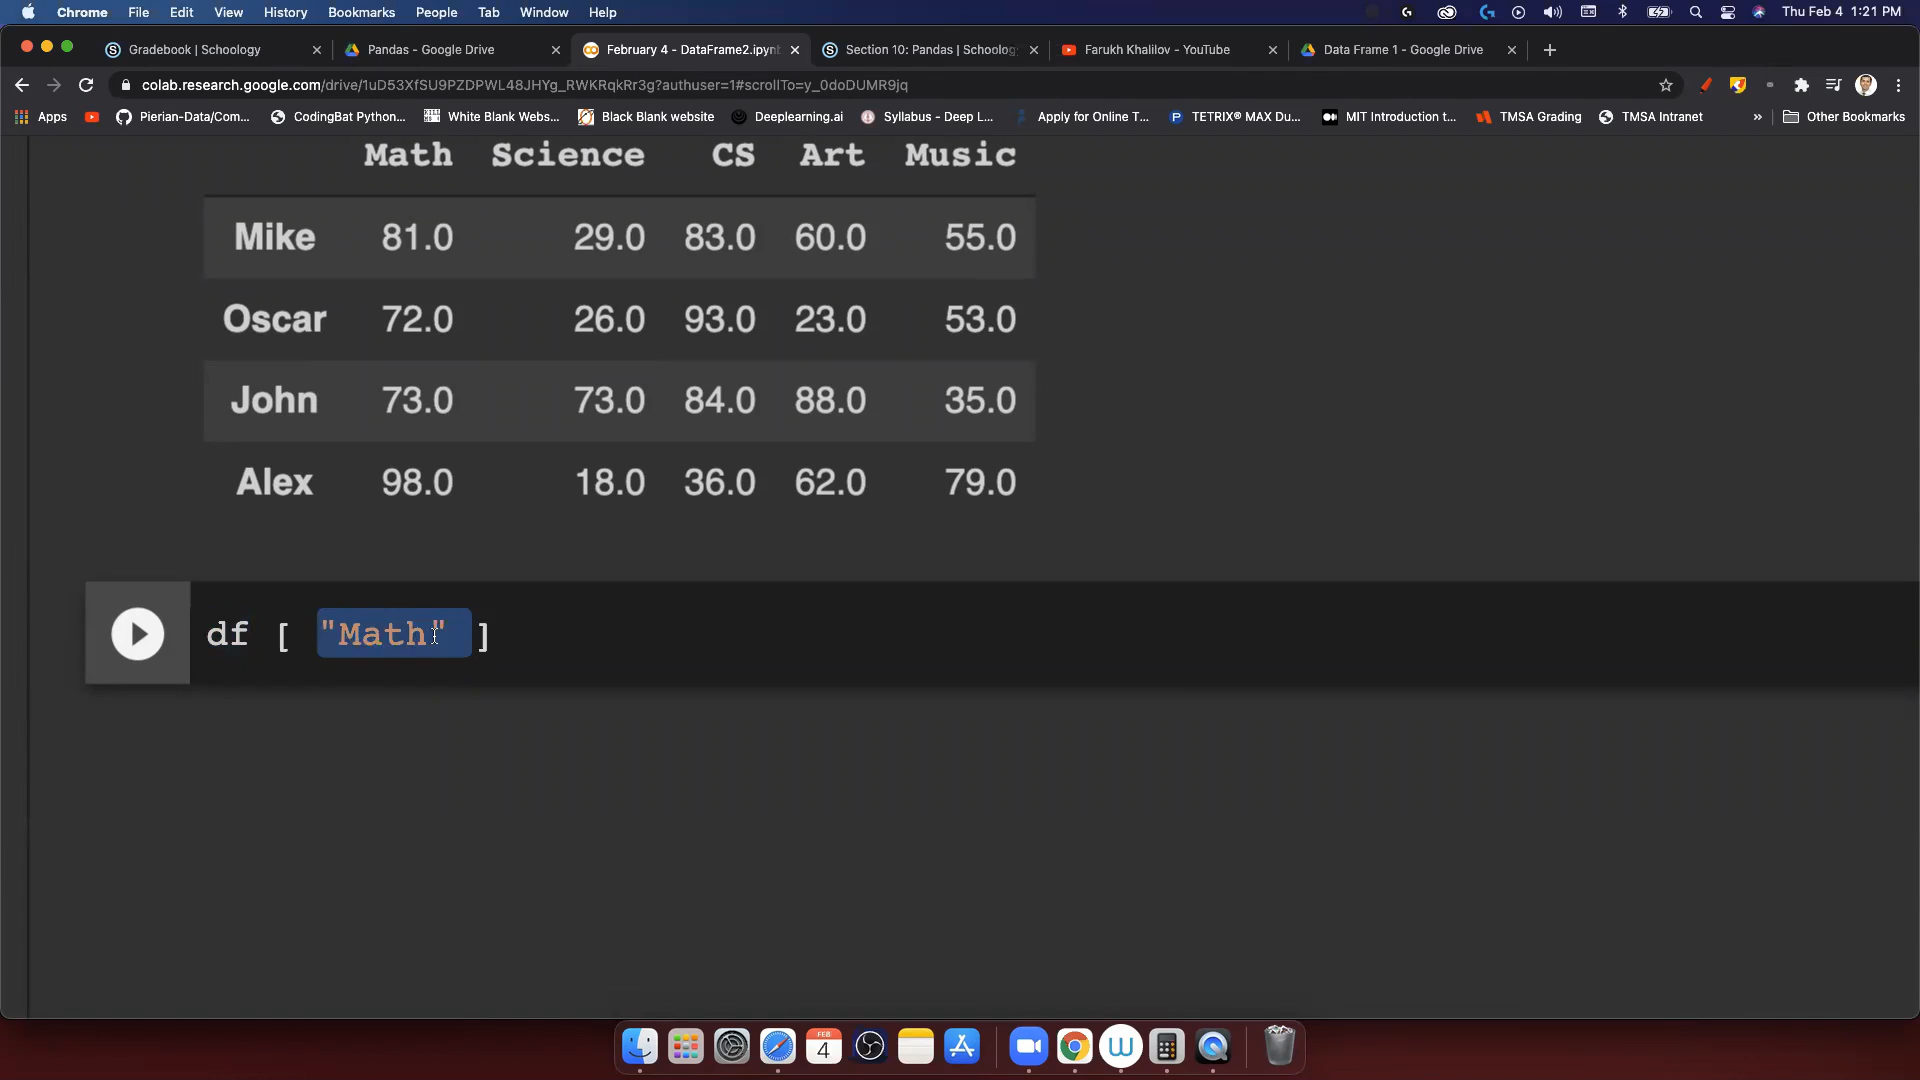 Chrome File Edit View History Bookmarks People Tab Window Help Thu Feb 4 1:21 PM
Gradebook | Schoology Pandas - Google Drive February 4 - DataFrame2.ipynb Section 10: Pandas | Schoolog Farukh Khalilov - YouTube Data Frame 1 - Google Drive
colab.research.google.com/drive/1uD53XfSU9PZDPWL48JHYg_RWKRqkRr3g?authuser=1#scrollTo=y_0doDUMR9jq
Apps Pierian-Data/Com... CodingBat Python... White Blank Webs... Black Blank website Deeplearning.ai Syllabus - Deep L... Apply for Online T... TETRIX® MAX Du... MIT Introduction t... TMSA Grading TMSA Intranet » Other Bookmarks
Math Science CS Art Music
Mike 81.0 29.0 83.0 60.0 55.0
Oscar 72.0 26.0 93.0 23.0 53.0
John 73.0 73.0 84.0 88.0 35.0
Alex 98.0 18.0 36.0 62.0 79.0
df [ "Math" ]
FEB
4